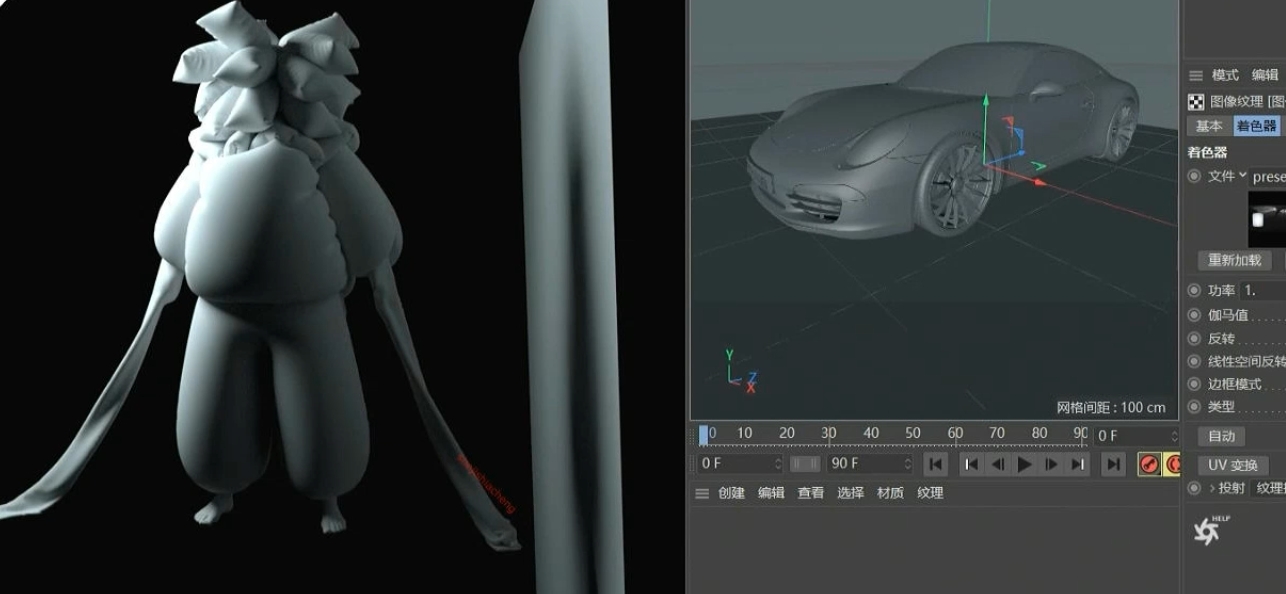 模式 编辑
图像纹理 [图
基本 着色器
着色器
文件 prese
重新加载
功率 1.
伽马值
反转
线性空间反转
边框模式
类型
自动
UV 变换
投射 纹理
HELP
Y
Z
X
网格间距 : 100 cm
0 10 20 30 40 50 60 70 80 90 0 F
0 F 90 F
创建 编辑 查看 选择 材质 纹理